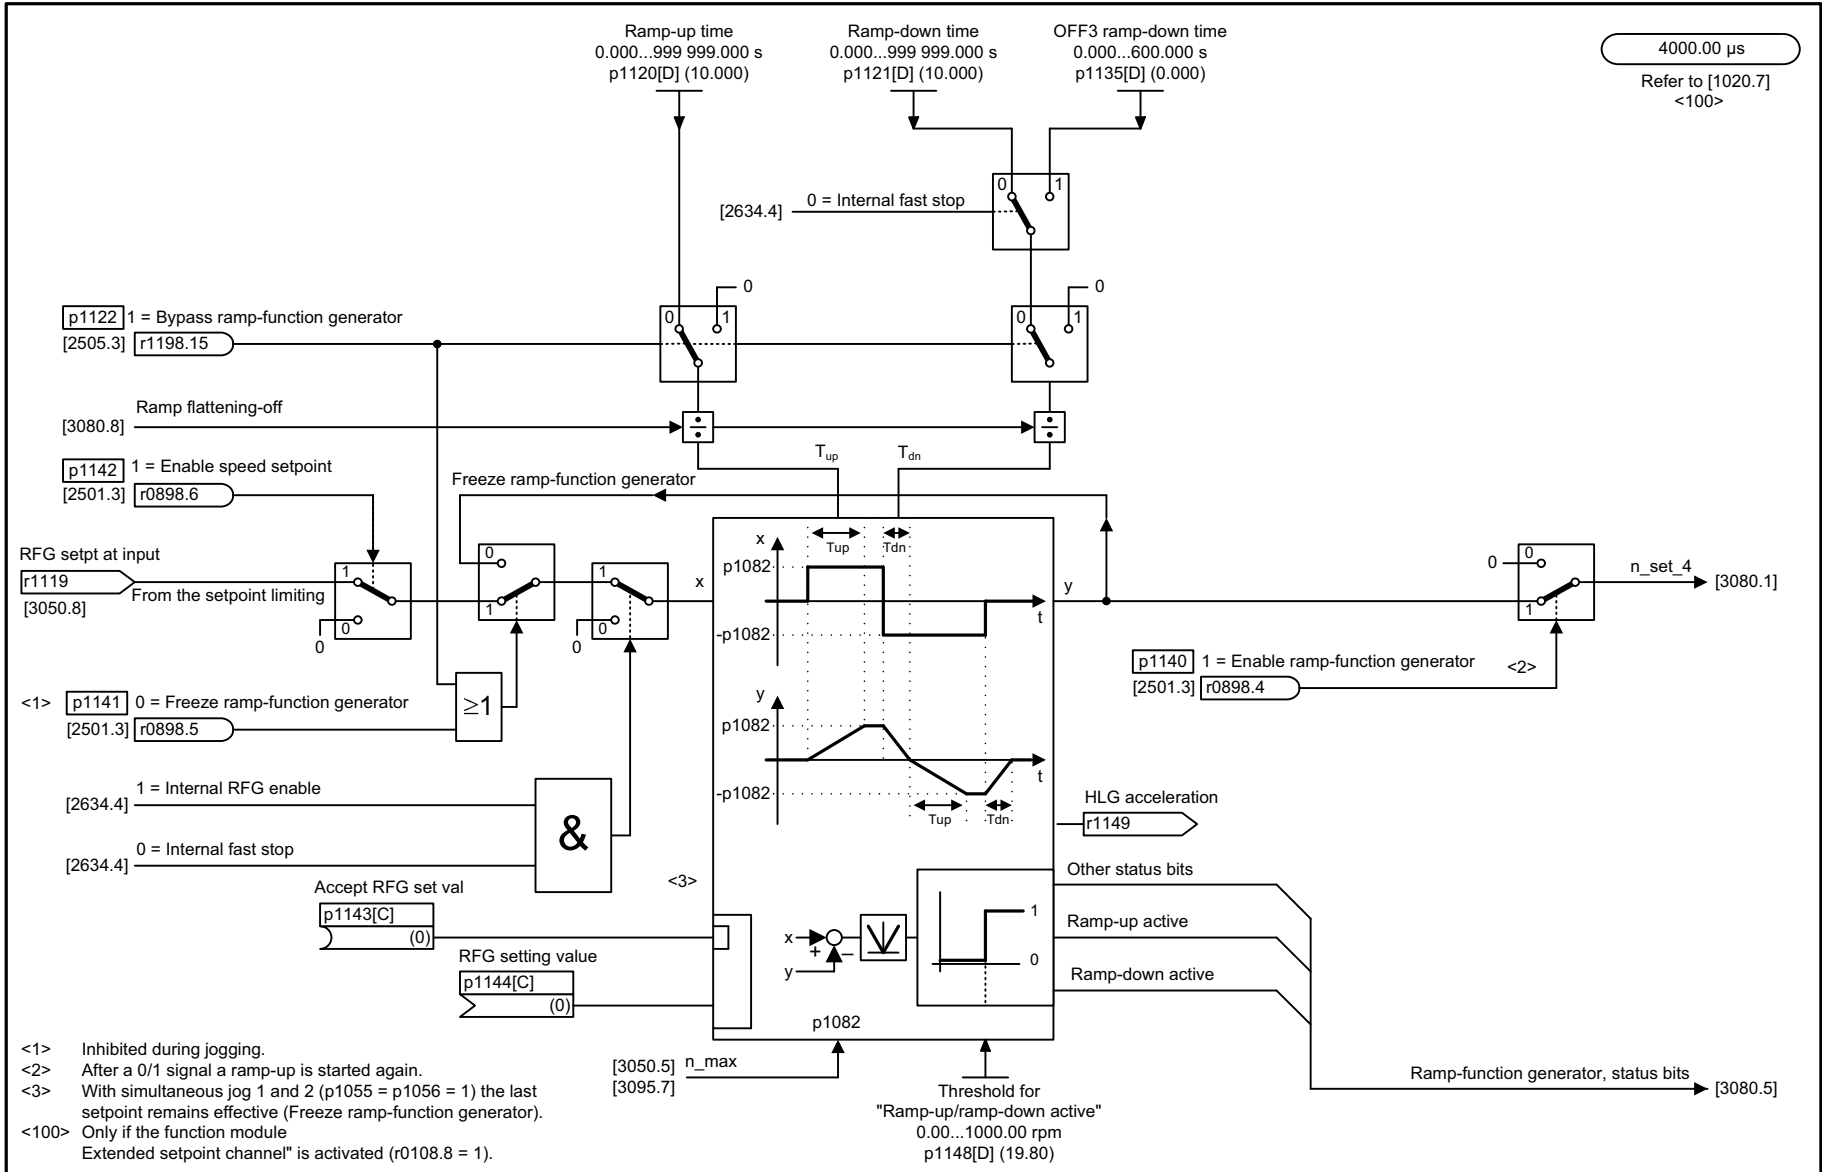 Ramp-up time
0.000...999 999.000 s
p1120[D] (10.000)
Ramp-down time
0.000...999 999.000 s
p1121[D] (10.000)
OFF3 ramp-down time
0.000...600.000 s
p1135[D] (0.000)
4000.00 µs
Refer to [1020.7]
<100>
0
1
[2634.4]
0 = Internal fast stop
0
0
0
1
0
1
p1122
1 = Bypass ramp-function generator
[2505.3]
r1198.15
Ramp flattening-off
[3080.8]
÷
÷
Tup
Tdn
p1142
1 = Enable speed setpoint
[2501.3]
r0898.6
Freeze ramp-function generator
RFG setpt at input
r1119
[3050.8]
From the setpoint limiting
1
0
0
0
1
1
0
0
x
x
Tup
Tdn
p1082
-p1082
t
y
0
0
1
n_set_4
[3080.1]
p1140
1 = Enable ramp-function generator
<2>
[2501.3]
r0898.4
<1>
p1141
0 = Freeze ramp-function generator
[2501.3]
r0898.5
≥1
y
p1082
-p1082
t
Tup
Tdn
1 = Internal RFG enable
[2634.4]
0 = Internal fast stop
[2634.4]
&
HLG acceleration
r1149
<3>
Accept RFG set val
p1143[C]
(0)
RFG setting value
p1144[C]
(0)
x
+
−
y
1
0
Other status bits
Ramp-up active
Ramp-down active
p1082
[3050.5]
[3095.7]
n_max
Threshold for
"Ramp-up/ramp-down active"
0.00...1000.00 rpm
p1148[D] (19.80)
Ramp-function generator, status bits
[3080.5]
<1> Inhibited during jogging.
<2> After a 0/1 signal a ramp-up is started again.
<3> With simultaneous jog 1 and 2 (p1055 = p1056 = 1) the last
setpoint remains effective (Freeze ramp-function generator).
<100> Only if the function module
Extended setpoint channel" is activated (r0108.8 = 1).